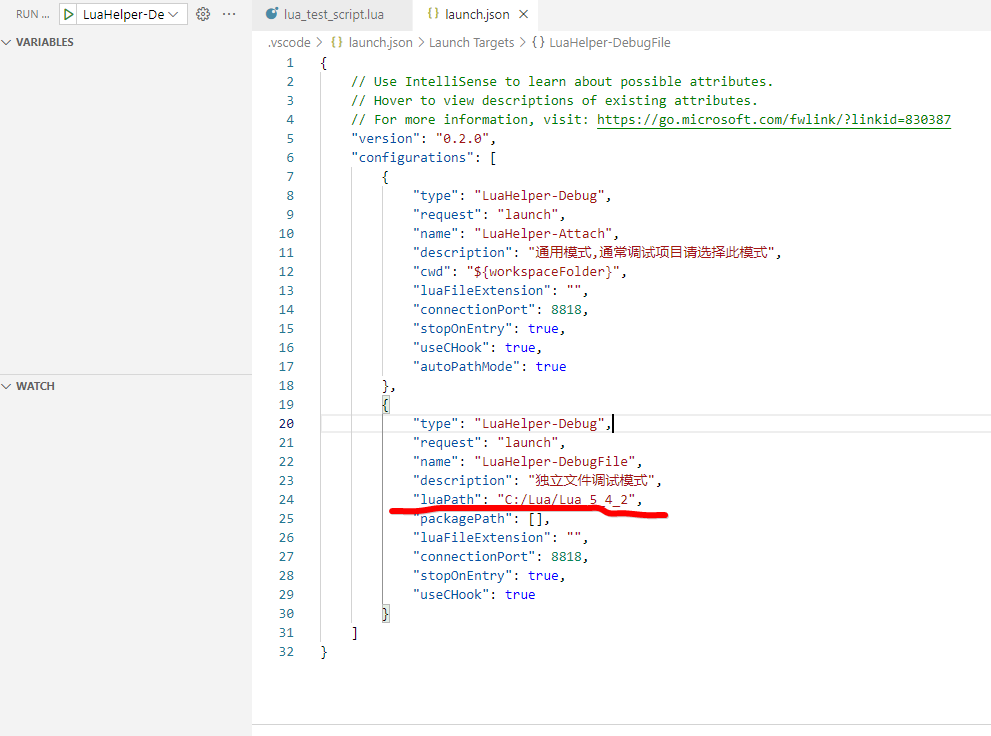 RUN ...
LuaHelper-De
lua_test_script.lua
{} launch.json
VARIABLES
.vscode > {} launch.json > Launch Targets > {} LuaHelper-DebugFile
1 {
2 // Use IntelliSense to learn about possible attributes.
3 // Hover to view descriptions of existing attributes.
4 // For more information, visit: https://go.microsoft.com/fwlink/?linkid=830387
5 "version": "0.2.0",
6 "configurations": [
7 {
8 "type": "LuaHelper-Debug",
9 "request": "launch",
10 "name": "LuaHelper-Attach",
11 "description": "通用模式,通常调试项目请选择此模式",
12 "cwd": "${workspaceFolder}",
13 "luaFileExtension": "",
14 "connectionPort": 8818,
15 "stopOnEntry": true,
16 "useCHook": true,
17 "autoPathMode": true
18 },
WATCH
19 {
20 "type": "LuaHelper-Debug",
21 "request": "launch",
22 "name": "LuaHelper-DebugFile",
23 "description": "独立文件调试模式",
24 "luaPath": "C:/Lua/Lua_5_4_2",
25 "packagePath": [],
26 "luaFileExtension": "",
27 "connectionPort": 8818,
28 "stopOnEntry": true,
29 "useCHook": true
30 }
31 ]
32 }